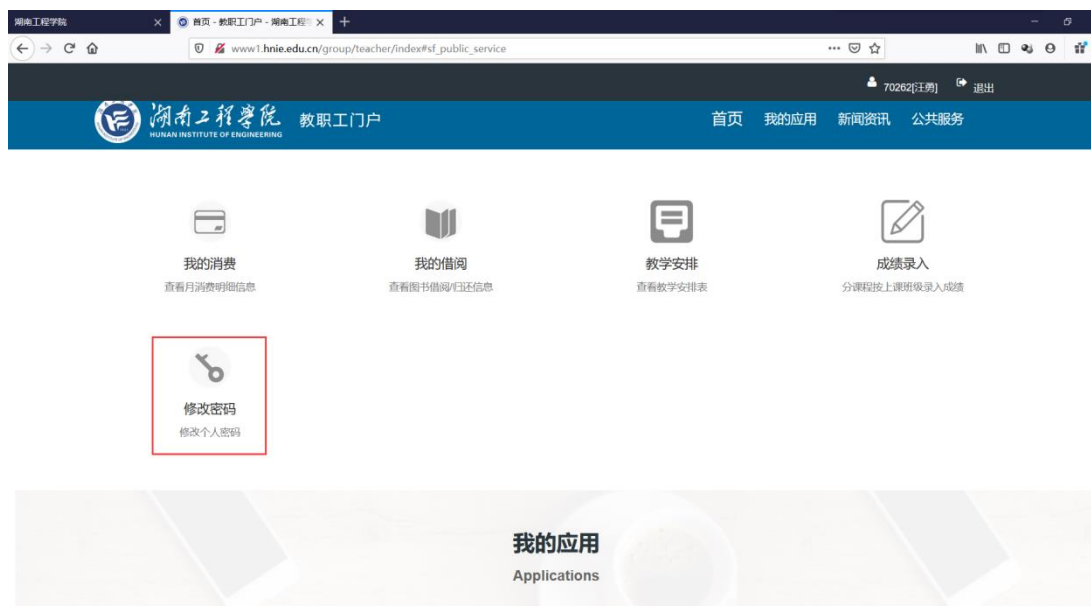 湖南工程学院
首页 - 教职工门户 - 湖南工程
www1.hnie.edu.cn/group/teacher/index#sf_public_service
70262[汪勇] 退出
湖南工程学院 教职工门户 首页 我的应用 新闻资讯 公共服务
HUNAN INSTITUTE OF ENGINEERING
我的消费 我的借阅 教学安排 成绩录入
查看月消费明细信息 查看图书借阅/归还信息 查看教学安排表 分课程按上课班级录入成绩
修改密码
修改个人密码
我的应用
Applications